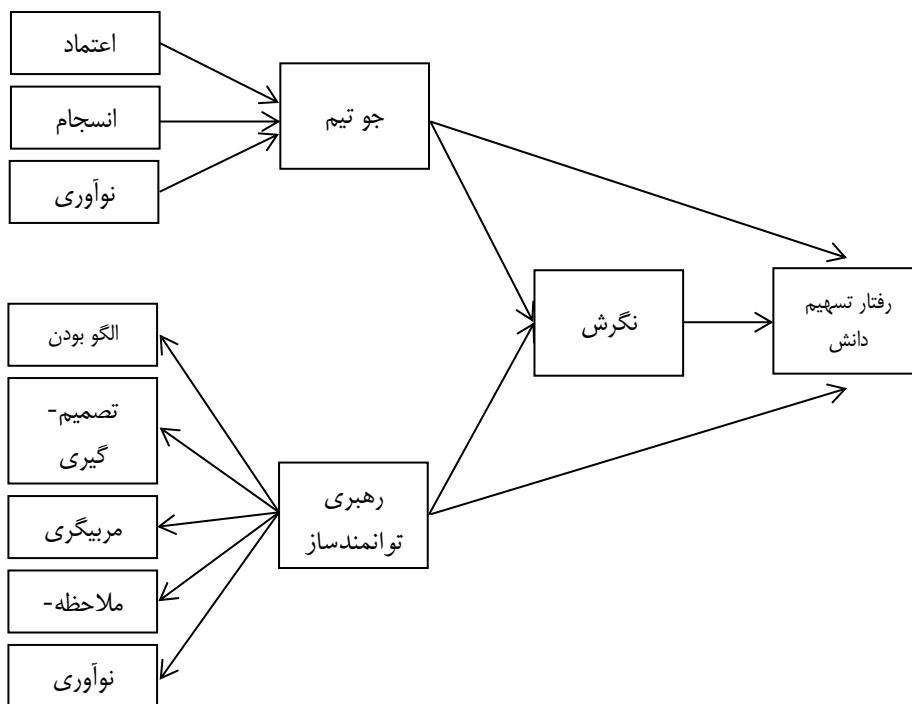 اعتماد
انسجام
نوآوری
جو تیم
نگرش
رفتار تسهیم
دانش
الگو بودن
تصمیم-
گیری
مربیگری
ملاحظه-
نوآوری
رهبری
توانمندساز